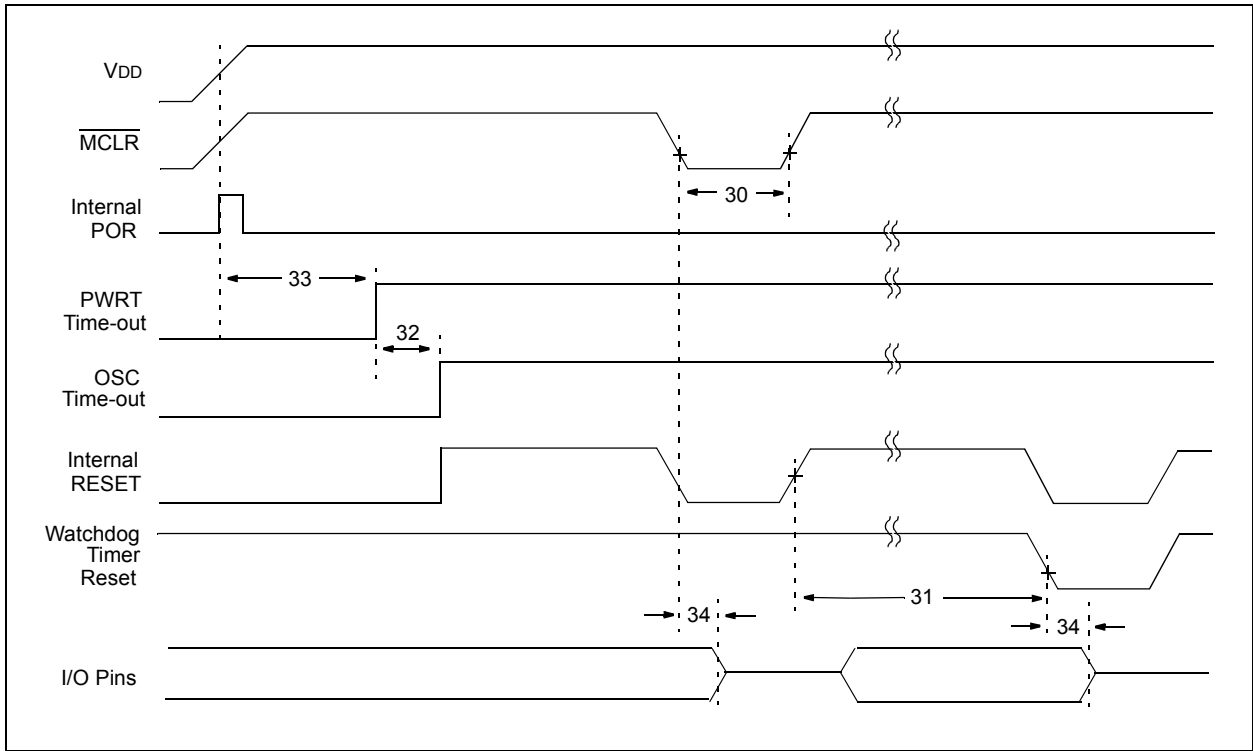 VDD
MCLR
30
Internal
POR
33
PWRT
Time-out
32
OSC
Time-out
Internal
RESET
Watchdog
Timer
Reset
31
34
34
I/O Pins